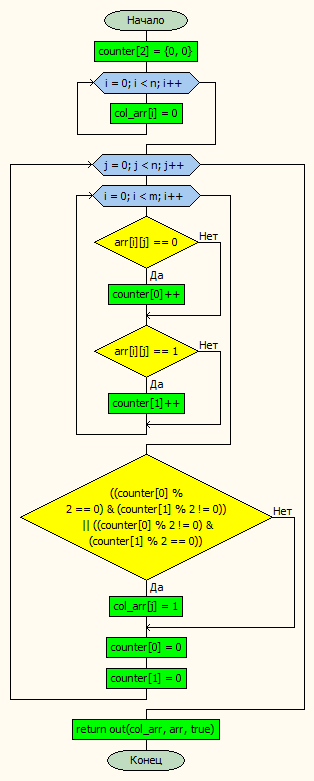 Начало
counter[2] = {0, 0}
i = 0; i < n; i++
col_arr[i] = 0
j = 0; j < n; j++
i = 0; i < m; i++
arr[i][j] == 0
Нет
Да
counter[0]++
arr[i][j] == 1
Нет
Да
counter[1]++
((counter[0] %
2 == 0) & (counter[1] % 2 != 0))
|| ((counter[0] % 2 != 0) &
(counter[1] % 2 == 0))
Нет
Да
col_arr[j] = 1
counter[0] = 0
counter[1] = 0
return out(col_arr, arr, true)
Конец